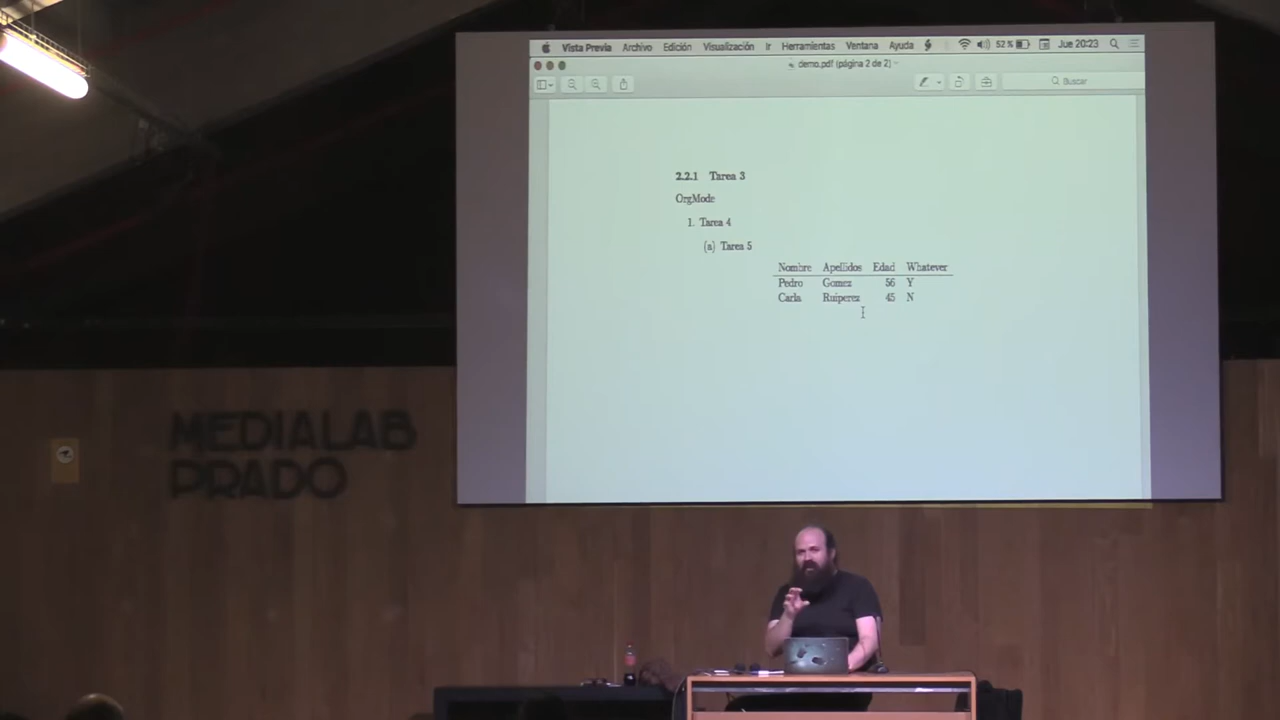 Vista Previa Archivo Edición Visualización Ir Herramientas Ventana Ayuda 52 % Jue 20:23
demo.pdf (página 2 de 2)
Buscar
2.2.1 Tarea 3
OrgMode
1. Tarea 4
(a) Tarea 5
Nombre Apellidos Edad Whatever
Pedro Gomez 56 Y
Carla Ruiperez 45 N
MEDIALAB
PRADO